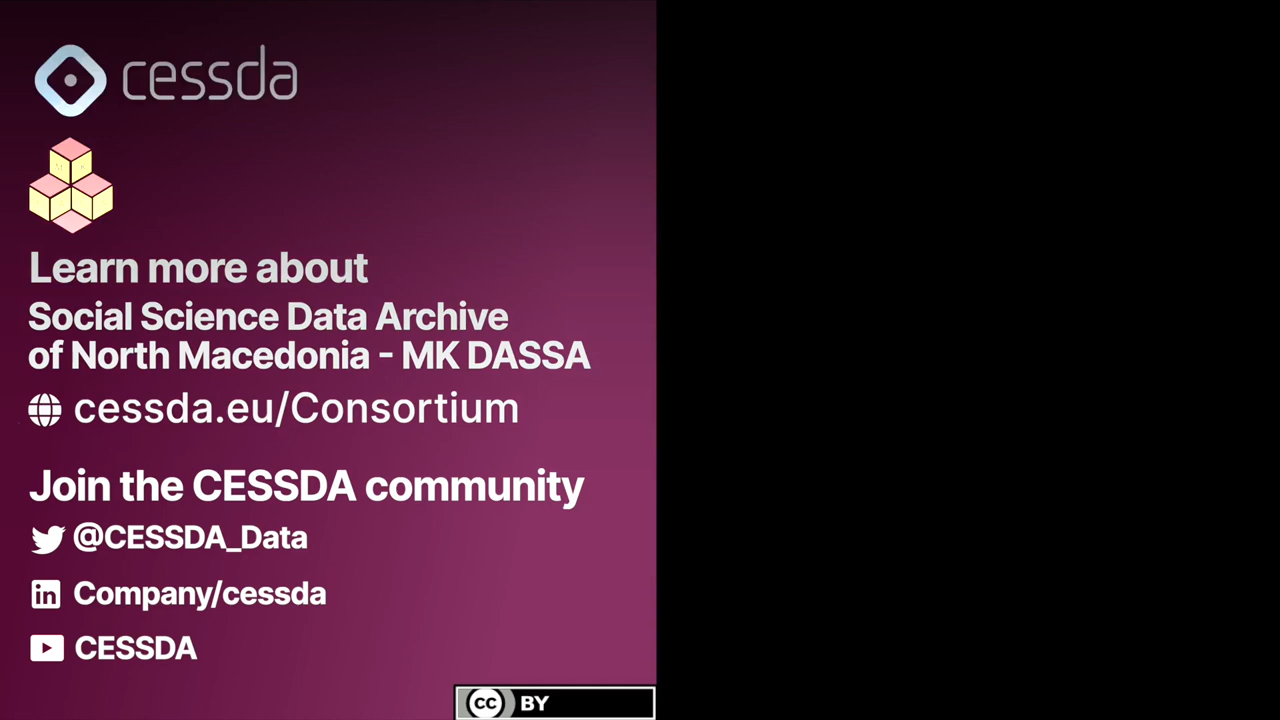 cessda
Learn more about
Social Science Data Archive
of North Macedonia - MK DASSA
cessda.eu/Consortium
Join the CESSDA community
@CESSDA_Data
in Company/cessda
CESSDA
cc BY